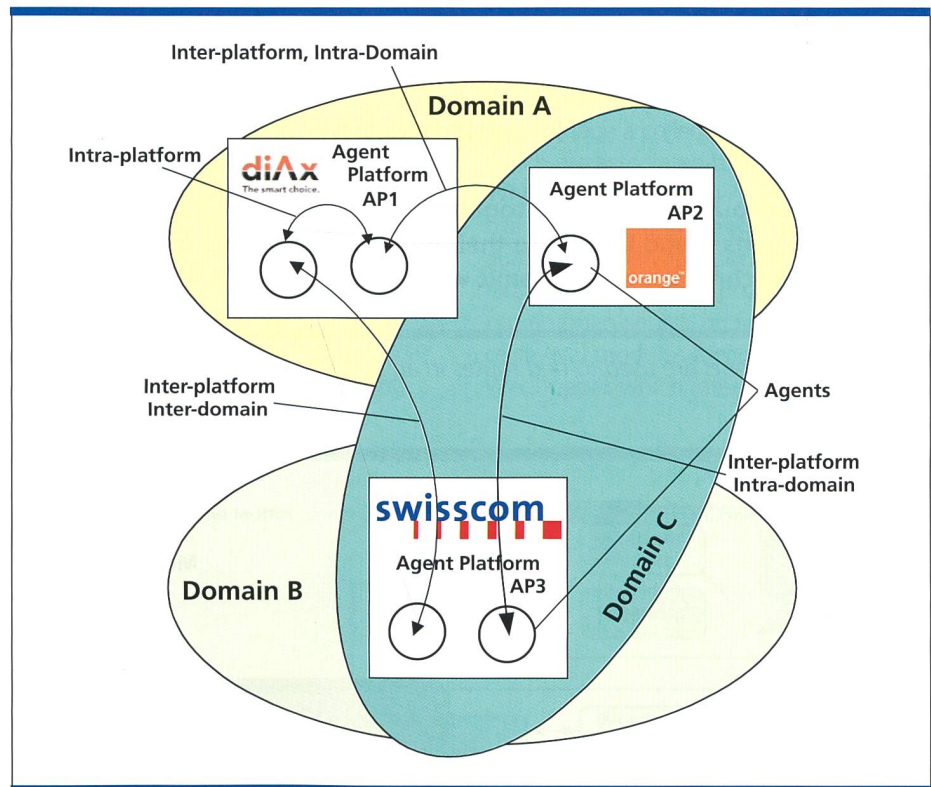 Inter-platform, Intra-Domain
Domain A
Intra-platform
diAx
The smart choice.
Agent
Platform
AP1
Agent Platform
AP2
orange™
Inter-platform
Inter-domain
Agents
Inter-platform
Intra-domain
swisscom
Agent Platform
AP3
Domain B
Domain C